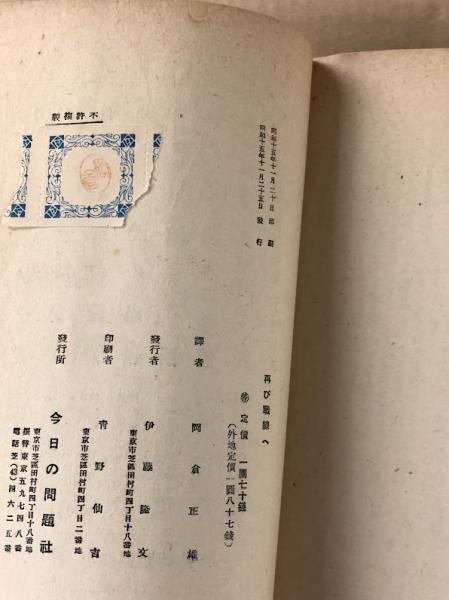 不許複製
昭和十五年十一月二十日 印刷
昭和十五年十一月二十五日 發行
再び戰線へ
定價 一圓七十錢
(外地定價一圓八十七錢)
譯者 岡倉正雄
發行者 伊藤隆文
東京市芝區田村町四丁目十八番地
印刷者 青野仙吉
東京市芝區田村町四丁目二番地
發行所 今日の問題社
東京市芝區田村町四丁目十八番地
振替東京五九七四八番
電話芝(43)四六二五番